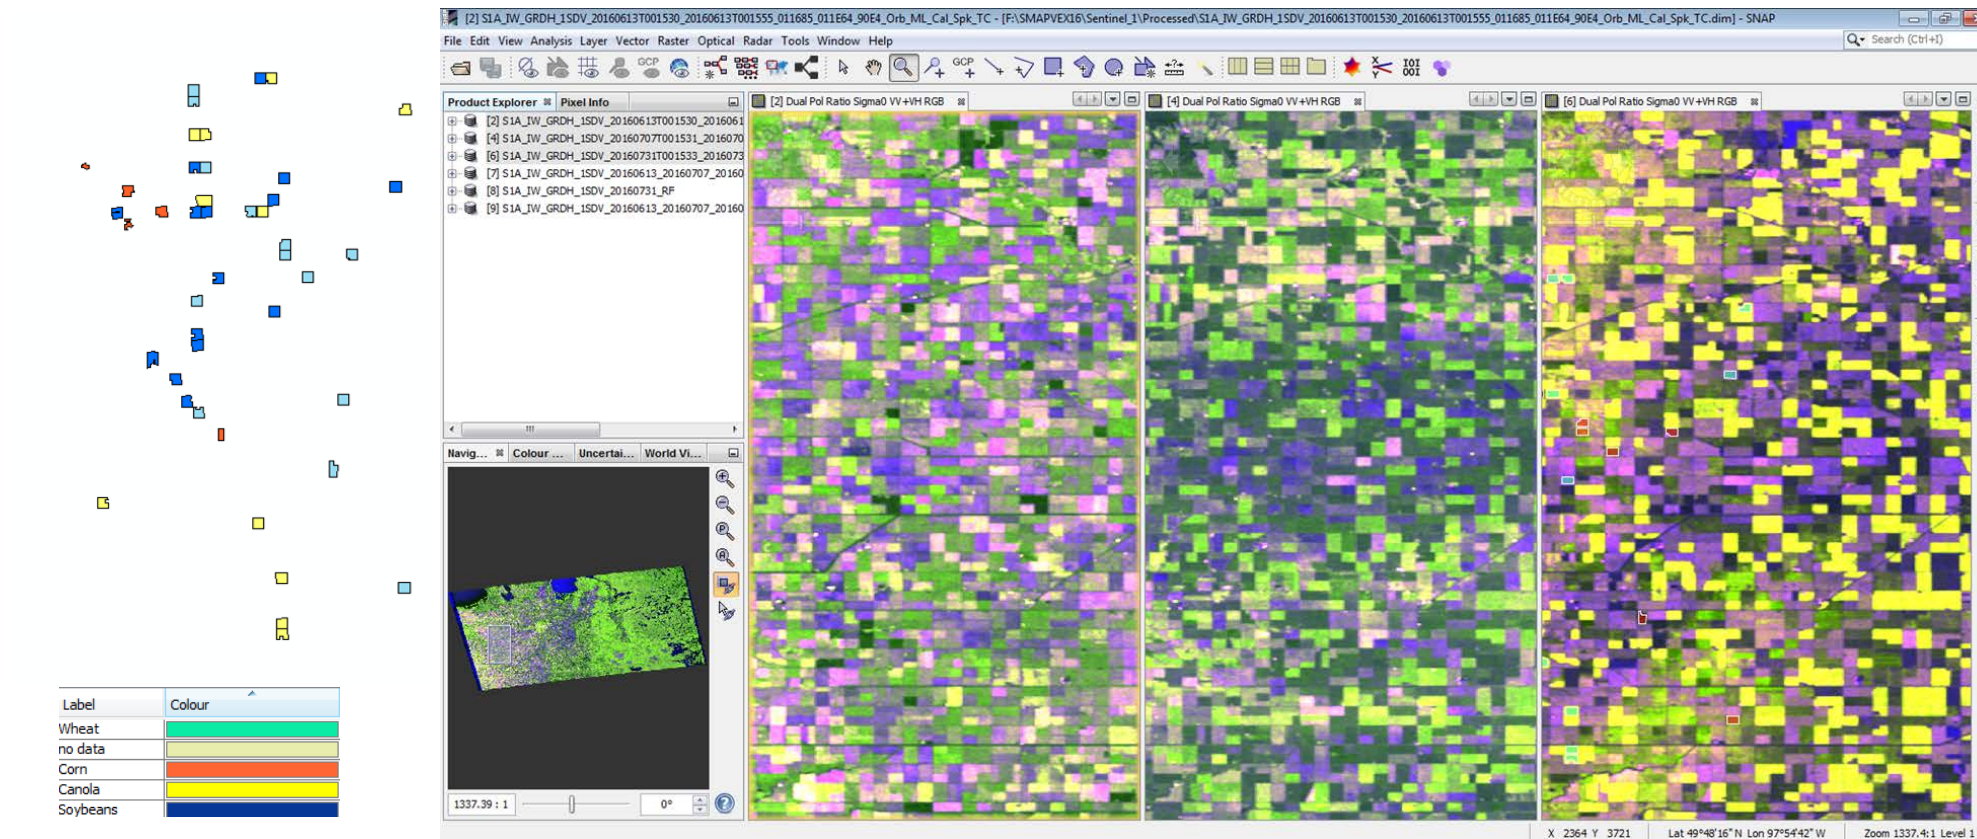 [2] S1A_IW_GRDH_1SDV_20160613T001530_20160613T001555_011685_011E64_90E4_Orb_ML_Cal_Spk_TC - [F:\SMAPVEX16\Sentinel_1\Processed\S1A_IW_GRDH_1SDV_20160613T001530_20160613T001555_011685_011E64_90E4_Orb_ML_Cal_Spk_TC.dim] - SNAP
File Edit View Analysis Layer Vector Raster Optical Radar Tools Window Help
Search (Ctrl+I)
GCP GCP
Product Explorer Pixel Info
[2] S1A_IW_GRDH_1SDV_20160613T001530_2016061
[4] S1A_IW_GRDH_1SDV_20160707T001531_2016070
[6] S1A_IW_GRDH_1SDV_20160731T001533_2016073
[7] S1A_IW_GRDH_1SDV_20160613_20160707_20160
[8] S1A_IW_GRDH_1SDV_20160731_RF
[9] S1A_IW_GRDH_1SDV_20160613_20160707_20160
[2] Dual Pol Ratio Sigma0 VV+VH RGB
[4] Dual Pol Ratio Sigma0 VV+VH RGB
[6] Dual Pol Ratio Sigma0 VV+VH RGB
Navig... Colour ... Uncertai... World Vi...
1337.39 : 1
0°
Label Colour
Wheat
no data
Corn
Canola
Soybeans
X 2364 Y 3721 Lat 49°48'16" N Lon 97°54'42" W Zoom 1337.4:1 Level 1